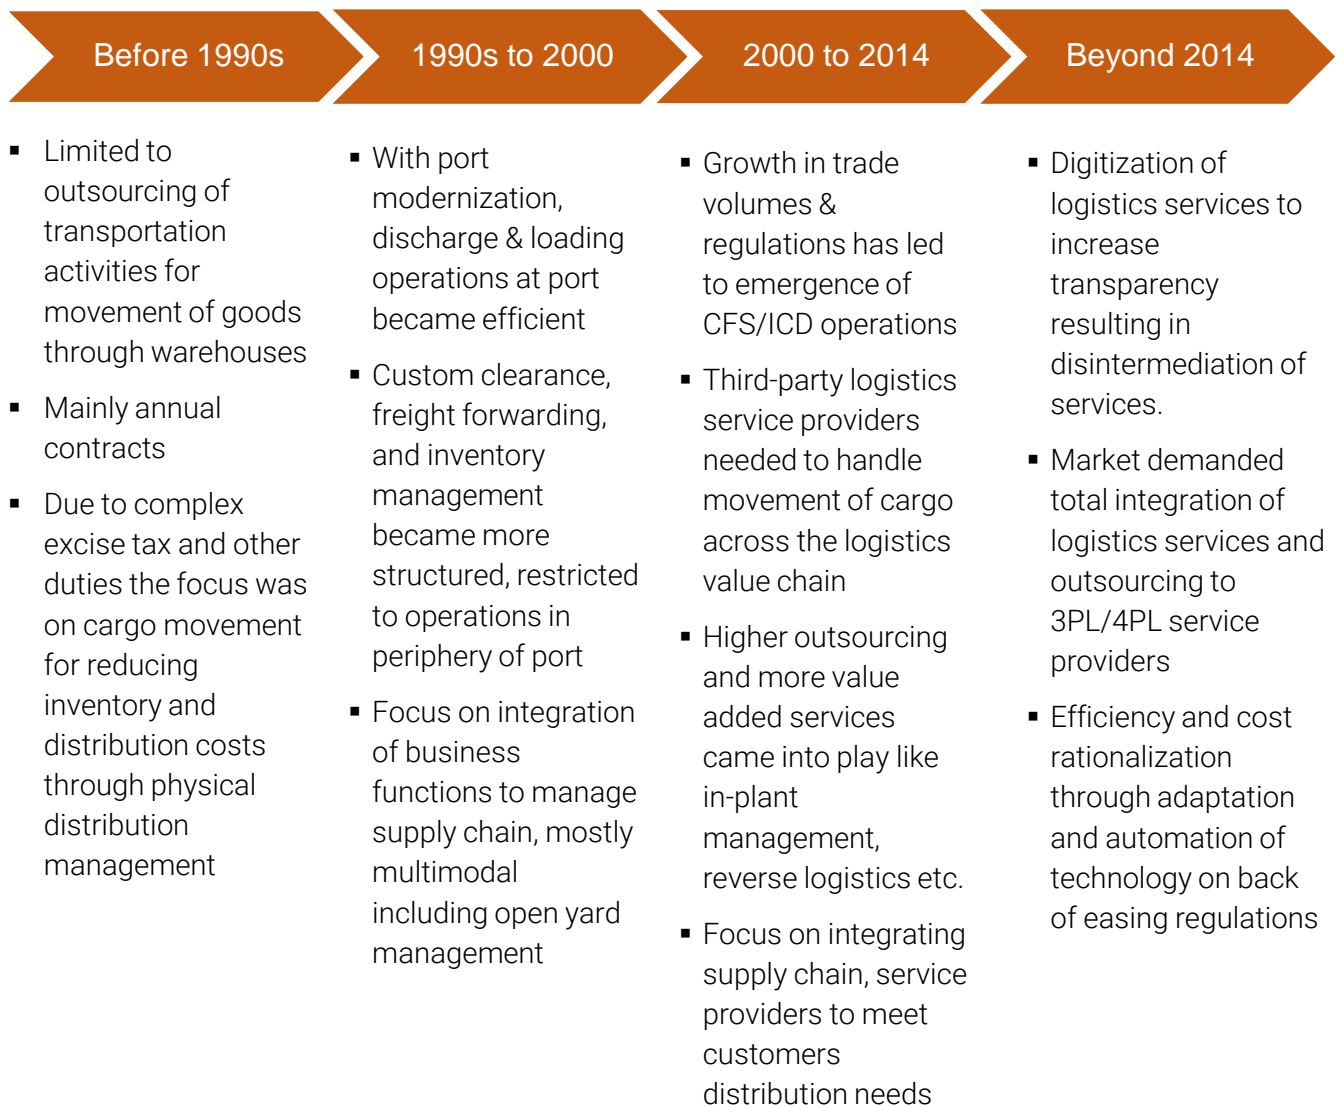 Before 1990s
1990s to 2000
2000 to 2014
Beyond 2014
▪ Limited to
outsourcing of
transportation
activities for
movement of goods
through warehouses
▪ Mainly annual
contracts
▪ Due to complex
excise tax and other
duties the focus was
on cargo movement
for reducing
inventory and
distribution costs
through physical
distribution
management
▪ With port
modernization,
discharge & loading
operations at port
became efficient
▪ Custom clearance,
freight forwarding,
and inventory
management
became more
structured, restricted
to operations in
periphery of port
▪ Focus on integration
of business
functions to manage
supply chain, mostly
multimodal
including open yard
management
▪ Growth in trade
volumes &
regulations has led
to emergence of
CFS/ICD operations
▪ Third-party logistics
service providers
needed to handle
movement of cargo
across the logistics
value chain
▪ Higher outsourcing
and more value
added services
came into play like
in-plant
management,
reverse logistics etc.
▪ Focus on integrating
supply chain, service
providers to meet
customers
distribution needs
▪ Digitization of
logistics services to
increase
transparency
resulting in
disintermediation of
services.
▪ Market demanded
total integration of
logistics services and
outsourcing to
3PL/4PL service
providers
▪ Efficiency and cost
rationalization
through adaptation
and automation of
technology on back
of easing regulations